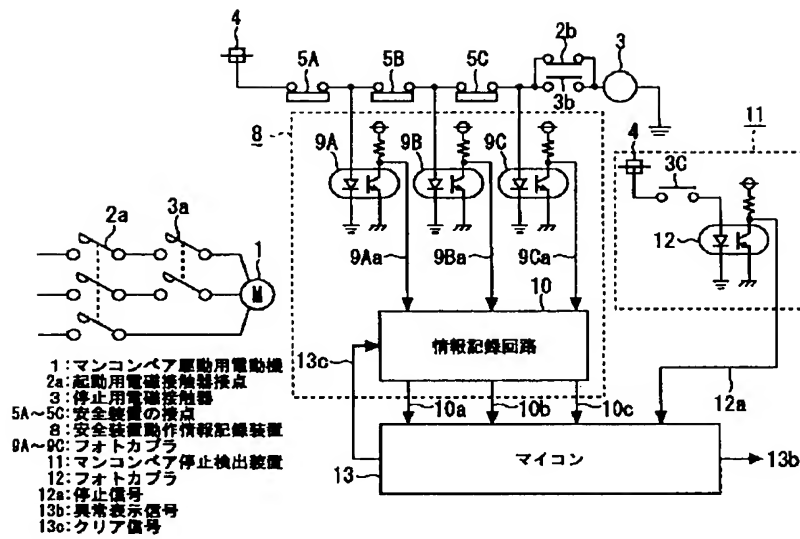 4
5A
5B
5C
2b
3
3b
11
8
9A
9B
9C
4
3C
2a
3a
1
12
M
9Aa
9Ba
9Ca
10
情報記録回路
13c
10a
10b
10c
12a
マイコン
13
13b
1:マンコンベア駆動用電動機
2a:起動用電磁接触器接点
3:停止用電磁接触器
5A~5C:安全装置の接点
8:安全装置動作情報記録装置
9A~9C:フォトカプラ
11:マンコンベア停止検出装置
12:フォトカプラ
12a:停止信号
13b:異常表示信号
13c:クリア信号